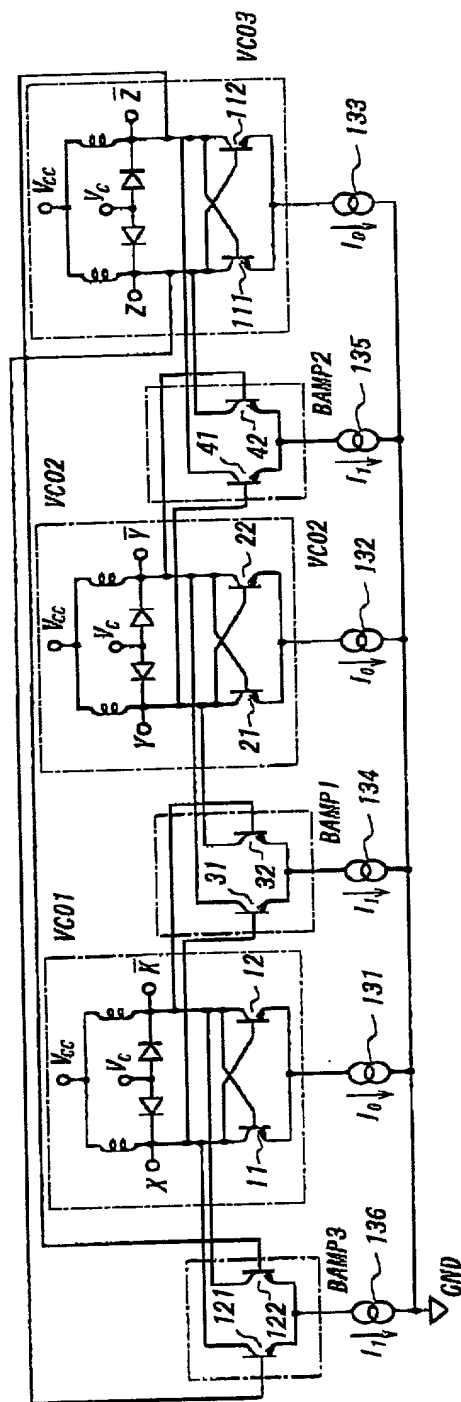 VCO1
VCO2
VCO3
VCC
VC
X
X̄
VCC
VC
Y
Ȳ
VCC
VC
Z
Z̄
121
122
11
12
31
32
21
22
41
42
111
112
BAMP3
BAMP1
VCO2
BAMP2
I1
136
I0
131
I1
134
I0
132
I1
135
I0
133
GND